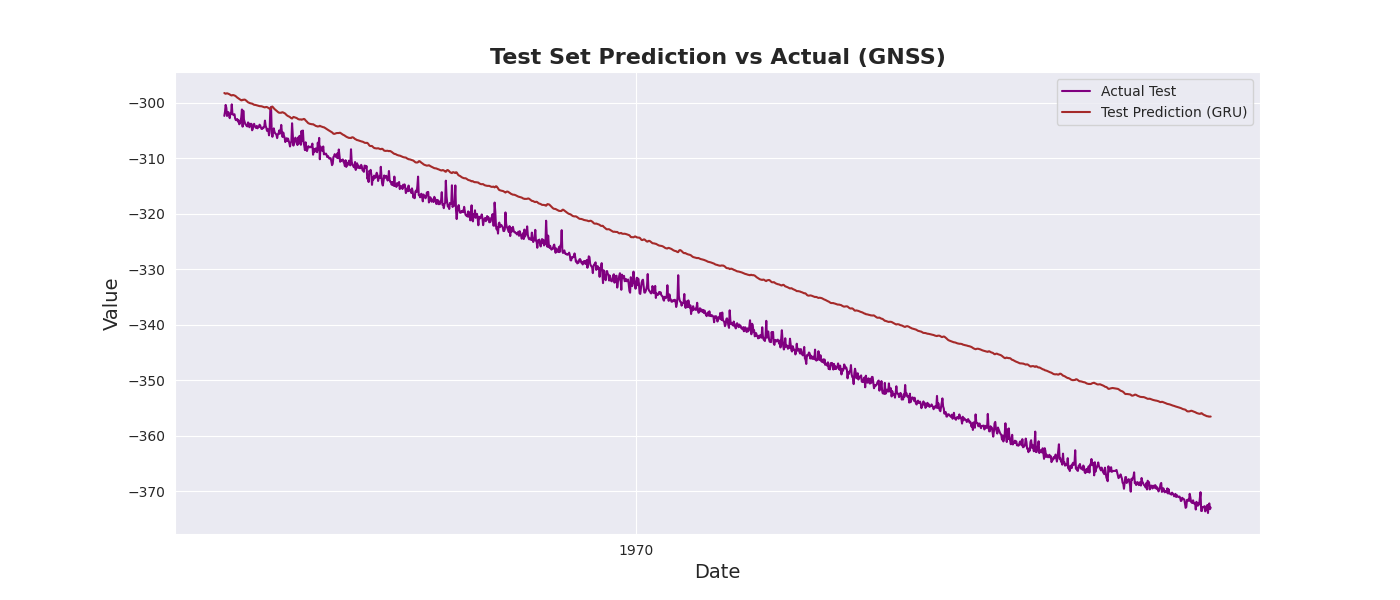 Test Set Prediction vs Actual (GNSS)
Actual Test
Test Prediction (GRU)
Value
−300
−310
−320
−330
−340
−350
−360
−370
1970
Date